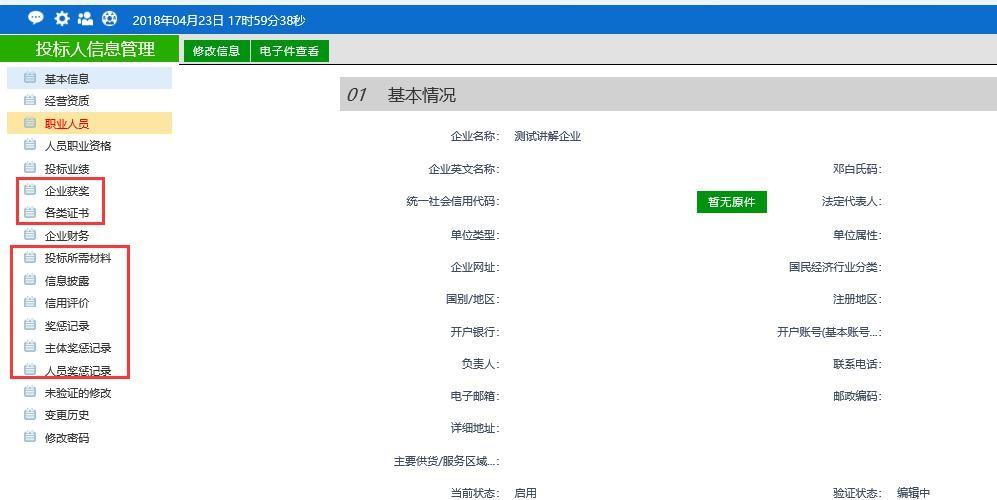 2018年04月23日 17时59分38秒
投标人信息管理
修改信息 电子件查看
基本信息
经营资质
职业人员
人员职业资格
投标业绩
企业获奖
各类证书
企业财务
投标所需材料
信息披露
信用评价
奖惩记录
主体奖惩记录
人员奖惩记录
未验证的修改
变更历史
修改密码
01 基本情况
企业名称: 测试讲解企业
企业英文名称: 邓白氏码:
统一社会信用代码: 暂无原件 法定代表人:
单位类型: 单位属性:
企业网址: 国民经济行业分类:
国别/地区: 注册地区:
开户银行: 开户账号(基本账号...:
负责人: 联系电话:
电子邮箱: 邮政编码:
详细地址:
主要供货/服务区域...:
当前状态: 启用 验证状态: 编辑中